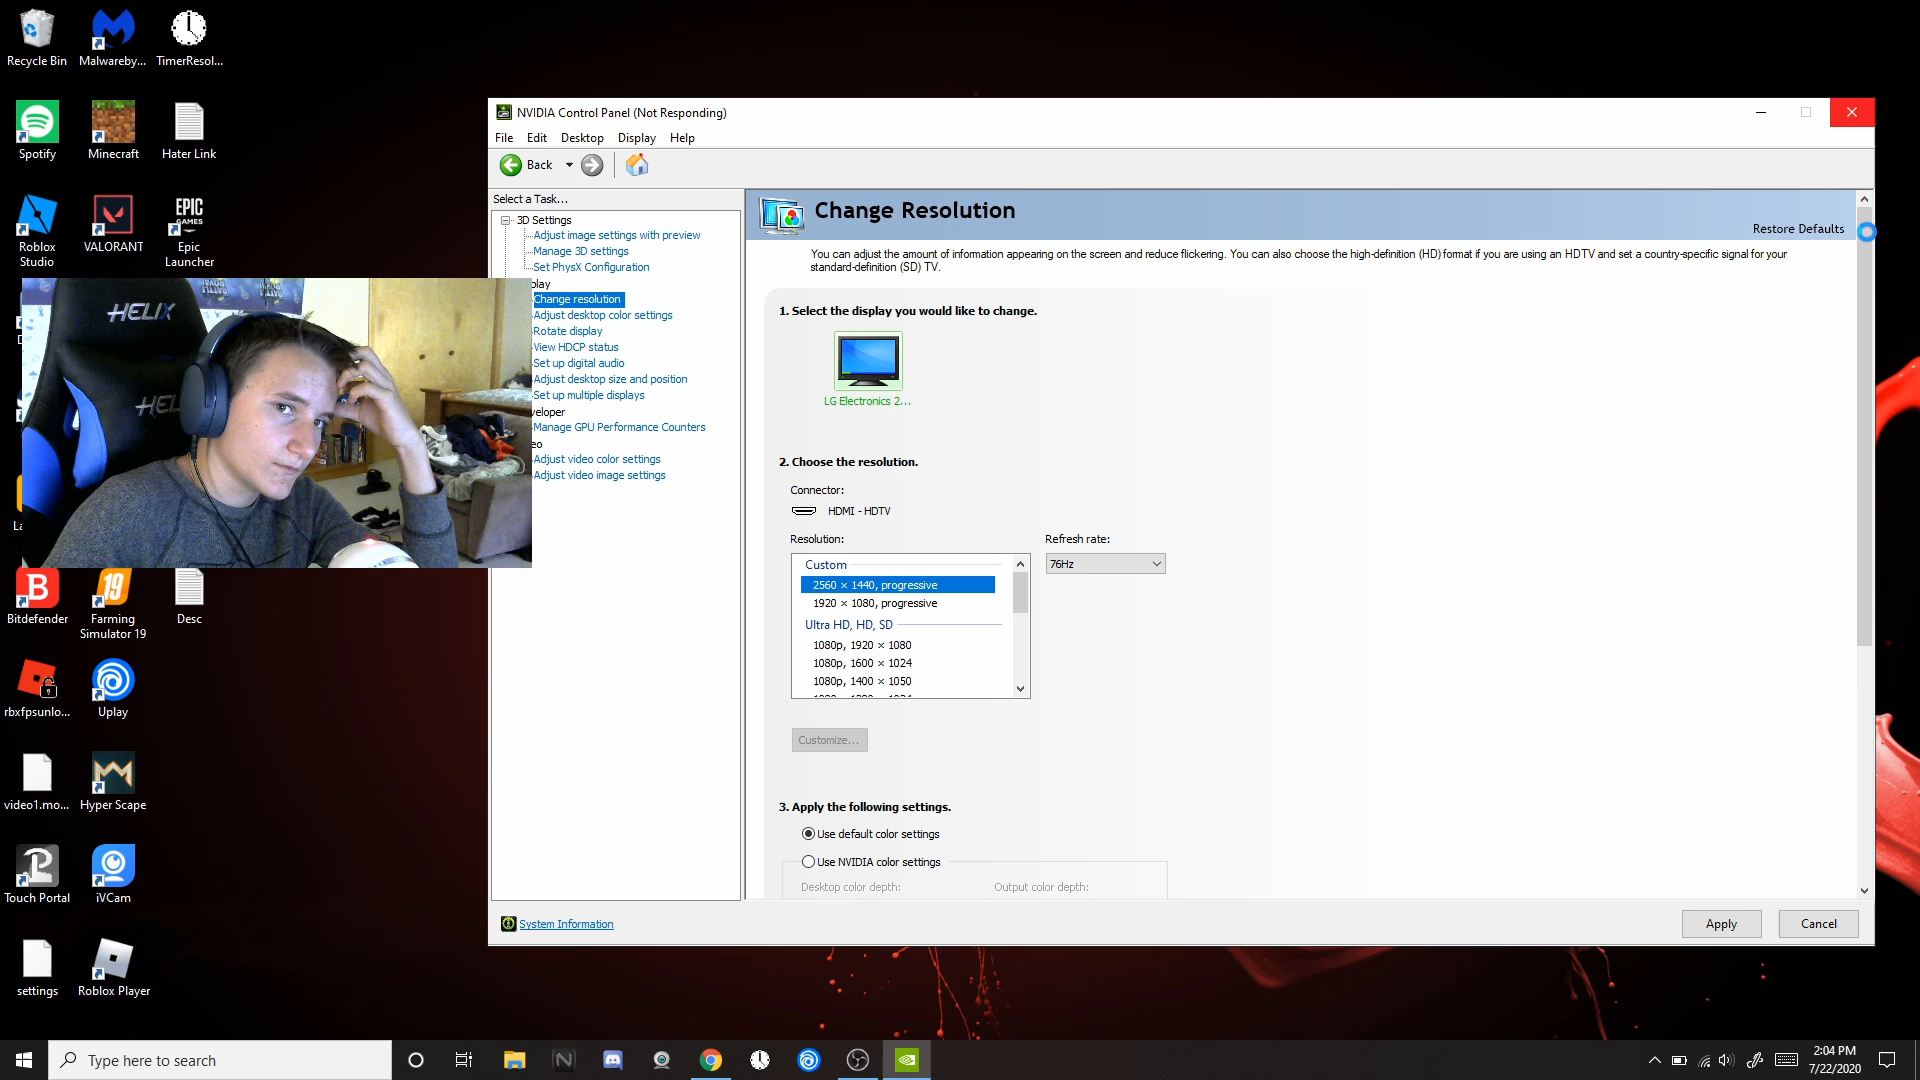 Recycle Bin
Malwareby...
TimerResol...
Spotify
Minecraft
Hater Link
Roblox
Studio
VALORANT
EPIC
GAMES
Epic
Launcher
HELIX
HEL
La
19
Bitdefender
Farming
Simulator 19
Desc
rbxfpsunlo...
Uplay
video1.mo...
Hyper Scape
Touch Portal
iVCam
settings
Roblox Player
NVIDIA Control Panel (Not Responding)
File Edit Desktop Display Help
Back
Select a Task...
3D Settings
Adjust image settings with preview
Manage 3D settings
Set PhysX Configuration
play
Change resolution
Adjust desktop color settings
Rotate display
View HDCP status
Set up digital audio
Adjust desktop size and position
Set up multiple displays
veloper
Manage GPU Performance Counters
eo
Adjust video color settings
Adjust video image settings
System Information
Change Resolution
Restore Defaults
You can adjust the amount of information appearing on the screen and reduce flickering. You can also choose the high-definition (HD) format if you are using an HDTV and set a country-specific signal for your
standard-definition (SD) TV.
1. Select the display you would like to change.
LG Electronics 2...
2. Choose the resolution.
Connector:
HDMI - HDTV
Resolution:
Refresh rate:
76Hz
Custom
2560 × 1440, progressive
1920 × 1080, progressive
Ultra HD, HD, SD
1080p, 1920 × 1080
1080p, 1600 × 1024
1080p, 1400 × 1050
Customize...
3. Apply the following settings.
Use default color settings
Use NVIDIA color settings
Desktop color depth:
Output color depth:
Apply
Cancel
Type here to search
2:04 PM
7/22/2020